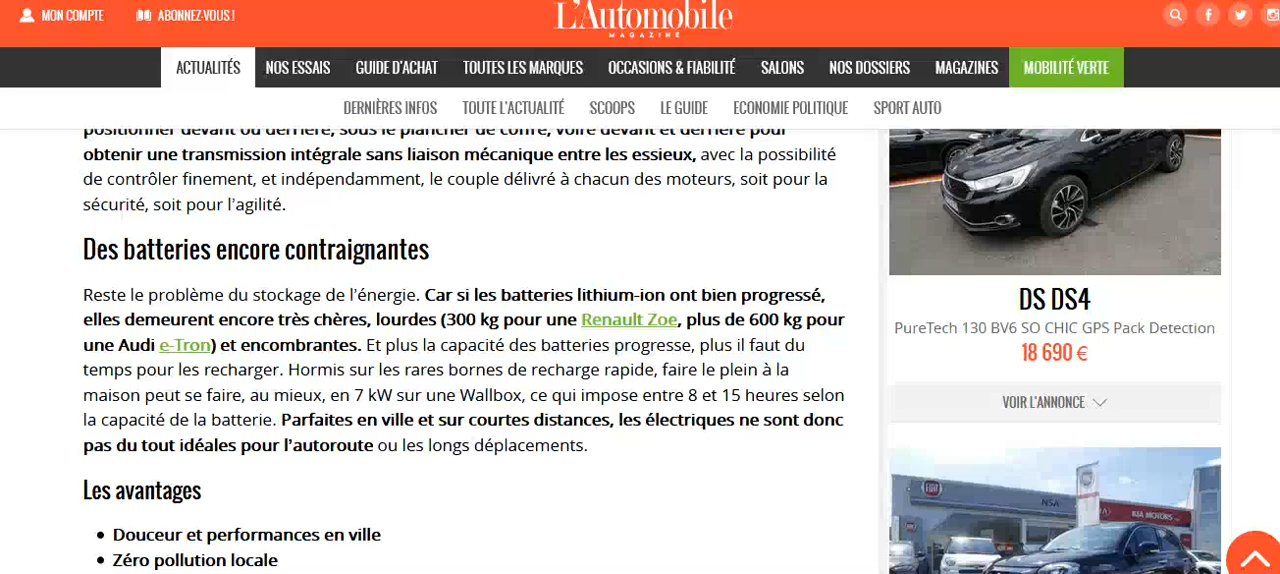 MON COMPTE
ABONNEZ-VOUS !
L'Automobile
MAGAZINE
ACTUALITÉS
NOS ESSAIS
GUIDE D'ACHAT
TOUTES LES MARQUES
OCCASIONS & FIABILITÉ
SALONS
NOS DOSSIERS
MAGAZINES
MOBILITÉ VERTE
DERNIÈRES INFOS
TOUTE L'ACTUALITÉ
SCOOPS
LE GUIDE
ECONOMIE POLITIQUE
SPORT AUTO
positionner devant ou derrière, sous le plancher de coffre, voire devant et derrière pour
obtenir une transmission intégrale sans liaison mécanique entre les essieux, avec la possibilité
de contrôler finement, et indépendamment, le couple délivré à chacun des moteurs, soit pour la
sécurité, soit pour l’agilité.
Des batteries encore contraignantes
Reste le problème du stockage de l’énergie. Car si les batteries lithium-ion ont bien progressé,
elles demeurent encore très chères, lourdes (300 kg pour une Renault Zoe, plus de 600 kg pour
une Audi e-Tron) et encombrantes. Et plus la capacité des batteries progresse, plus il faut du
temps pour les recharger. Hormis sur les rares bornes de recharge rapide, faire le plein à la
maison peut se faire, au mieux, en 7 kW sur une Wallbox, ce qui impose entre 8 et 15 heures selon
la capacité de la batterie. Parfaites en ville et sur courtes distances, les électriques ne sont donc
pas du tout idéales pour l’autoroute ou les longs déplacements.
Les avantages
• Douceur et performances en ville
• Zéro pollution locale
DS DS4
PureTech 130 BV6 SO CHIC GPS Pack Detection
18 690 €
VOIR L'ANNONCE
FIAT
NSA
NSA MOTORS